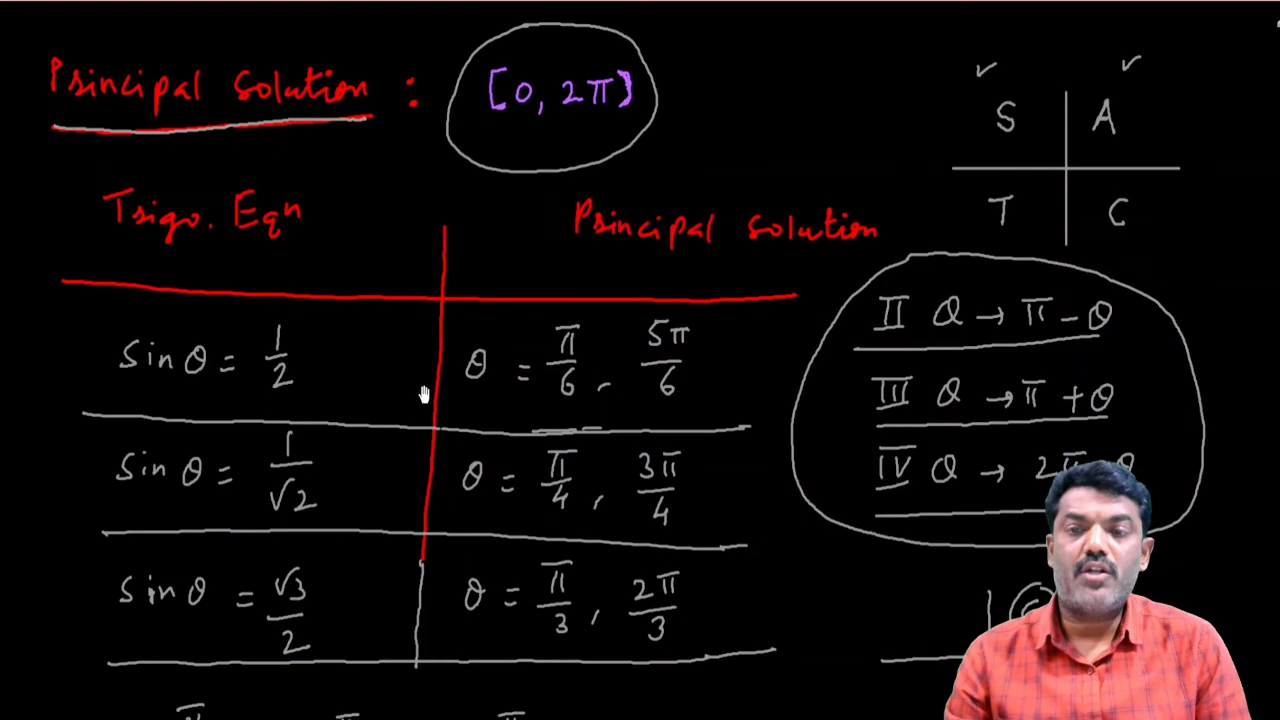 Principal Solution : [0, 2π)
S A
T C
Trigo. Eqn Principal Solution
Sin θ = 1/2 θ = π/6, 5π/6
Sin θ = 1/√2 θ = π/4, 3π/4
Sin θ = √3/2 θ = π/3, 2π/3
II Q → π - θ
III Q → π + θ
IV Q → 2π - θ